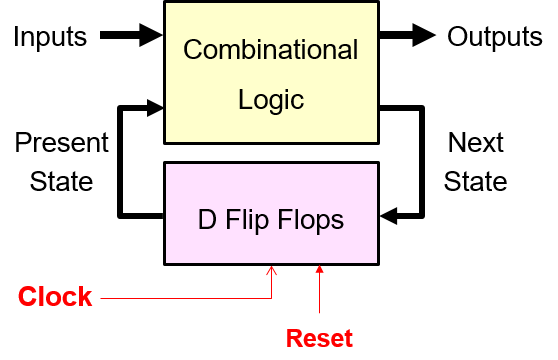 Inputs
Combinational
Logic
Outputs
Present
State
Next
State
D Flip Flops
Clock
Reset